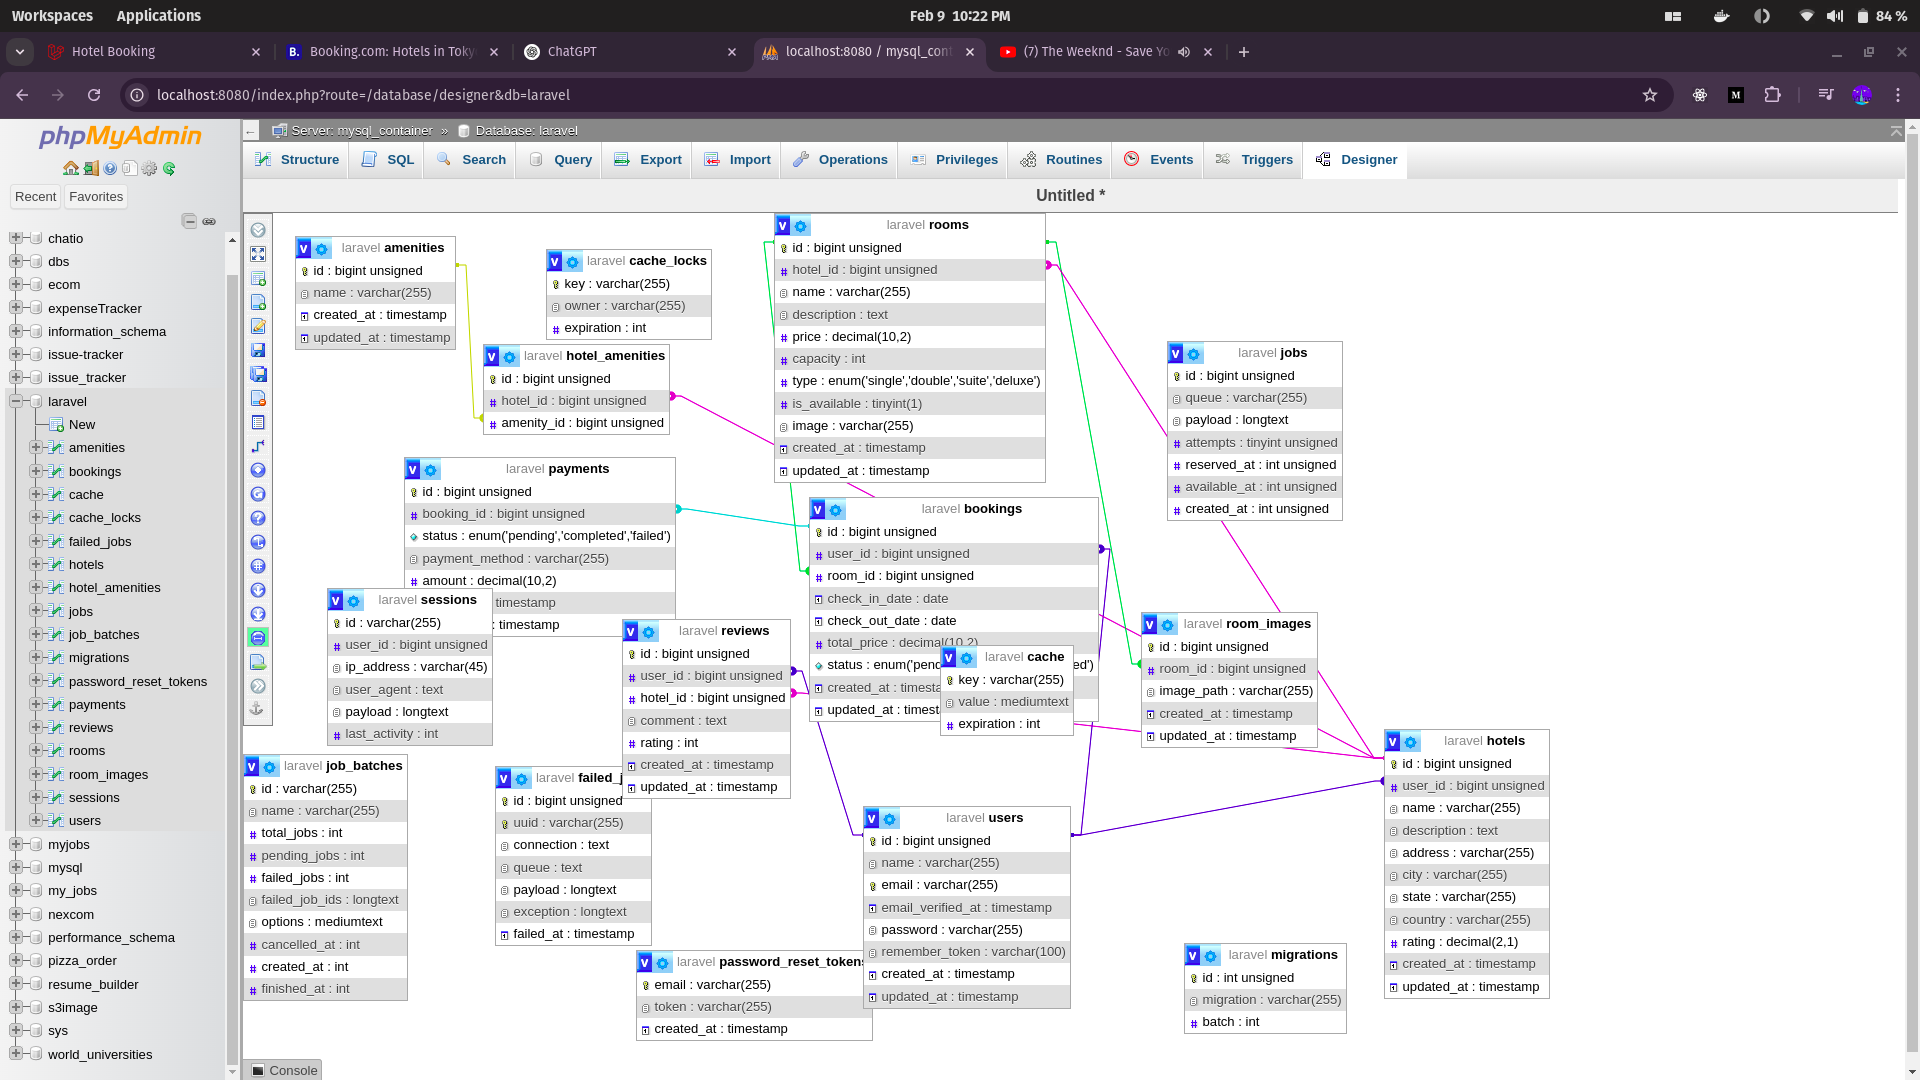 Workspaces Applications Feb 9 10:22 PM 84 %
Hotel Booking Booking.com: Hotels in Toky ChatGPT localhost:8080 / mysql_cont (7) The Weeknd - Save Yo
localhost:8080/index.php?route=/database/designer&db=laravel
phpMyAdmin
Recent Favorites
chatio
dbs
ecom
expenseTracker
information_schema
issue-tracker
issue_tracker
laravel
New
amenities
bookings
cache
cache_locks
failed_jobs
hotels
hotel_amenities
jobs
job_batches
migrations
password_reset_tokens
payments
reviews
rooms
room_images
sessions
users
myjobs
mysql
my_jobs
nexcom
performance_schema
pizza_order
resume_builder
s3image
sys
world_universities
Server: mysql_container » Database: laravel
Structure SQL Search Query Export Import Operations Privileges Routines Events Triggers Designer
Untitled *
laravel amenities
id : bigint unsigned
name : varchar(255)
created_at : timestamp
updated_at : timestamp
laravel cache_locks
key : varchar(255)
owner : varchar(255)
expiration : int
laravel hotel_amenities
id : bigint unsigned
hotel_id : bigint unsigned
amenity_id : bigint unsigned
laravel rooms
id : bigint unsigned
hotel_id : bigint unsigned
name : varchar(255)
description : text
price : decimal(10,2)
capacity : int
type : enum('single','double','suite','deluxe')
is_available : tinyint(1)
image : varchar(255)
created_at : timestamp
updated_at : timestamp
laravel jobs
id : bigint unsigned
queue : varchar(255)
payload : longtext
attempts : tinyint unsigned
reserved_at : int unsigned
available_at : int unsigned
created_at : int unsigned
laravel payments
id : bigint unsigned
booking_id : bigint unsigned
status : enum('pending','completed','failed')
payment_method : varchar(255)
amount : decimal(10,2)
timestamp
: timestamp
laravel bookings
id : bigint unsigned
user_id : bigint unsigned
room_id : bigint unsigned
check_in_date : date
check_out_date : date
total_price : decimal(10,2)
status : enum('pend ed')
created_at : timesta
updated_at : timest
laravel sessions
id : varchar(255)
user_id : bigint unsigned
ip_address : varchar(45)
user_agent : text
payload : longtext
last_activity : int
laravel reviews
id : bigint unsigned
user_id : bigint unsigned
hotel_id : bigint unsigned
comment : text
rating : int
created_at : timestamp
updated_at : timestamp
laravel cache
key : varchar(255)
value : mediumtext
expiration : int
laravel room_images
id : bigint unsigned
room_id : bigint unsigned
image_path : varchar(255)
created_at : timestamp
updated_at : timestamp
laravel hotels
id : bigint unsigned
user_id : bigint unsigned
name : varchar(255)
description : text
address : varchar(255)
city : varchar(255)
state : varchar(255)
country : varchar(255)
rating : decimal(2,1)
created_at : timestamp
updated_at : timestamp
laravel job_batches
id : varchar(255)
name : varchar(255)
total_jobs : int
pending_jobs : int
failed_jobs : int
failed_job_ids : longtext
options : mediumtext
cancelled_at : int
created_at : int
finished_at : int
laravel failed_j
id : bigint unsigned
uuid : varchar(255)
connection : text
queue : text
payload : longtext
exception : longtext
failed_at : timestamp
laravel users
id : bigint unsigned
name : varchar(255)
email : varchar(255)
email_verified_at : timestamp
password : varchar(255)
remember_token : varchar(100)
created_at : timestamp
updated_at : timestamp
laravel password_reset_tokens
email : varchar(255)
token : varchar(255)
created_at : timestamp
laravel migrations
id : int unsigned
migration : varchar(255)
batch : int
Console